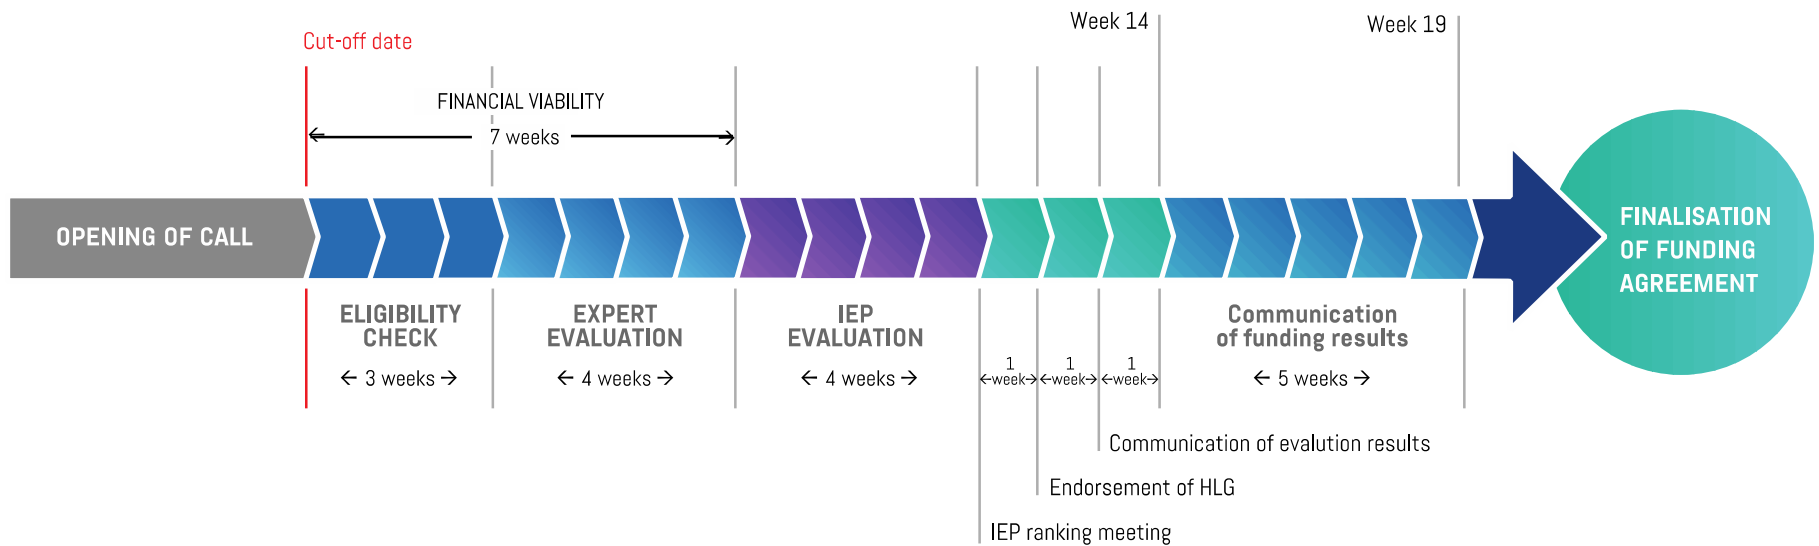 Week 14
Week 19
Cut-off date
FINANCIAL VIABILITY
7 weeks
OPENING OF CALL
FINALISATION
OF FUNDING
AGREEMENT
ELIGIBILITY
CHECK
← 3 weeks →
EXPERT
EVALUATION
← 4 weeks →
IEP
EVALUATION
← 4 weeks →
1
week
1
week
1
week
Communication
of funding results
← 5 weeks →
Communication of evalution results
Endorsement of HLG
IEP ranking meeting